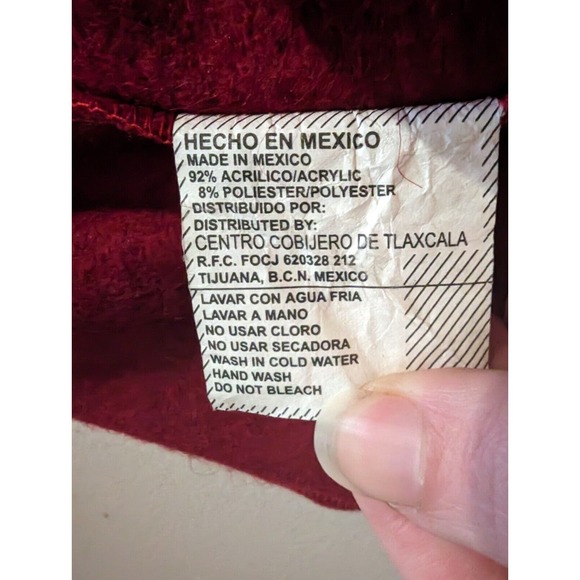 HECHO EN MEXICO
MADE IN MEXICO
92% ACRILICO/ACRYLIC
8% POLIESTER/POLYESTER
DISTRIBUIDO POR:
DISTRIBUTED BY:
CENTRO COBIJERO DE TLAXCALA
R.F.C. FOCJ 620328 212
TIJUANA, B.C.N. MEXICO
LAVAR CON AGUA FRIA
LAVAR A MANO
NO USAR CLORO
NO USAR SECADORA
WASH IN COLD WATER
HAND WASH
DO NOT BLEACH